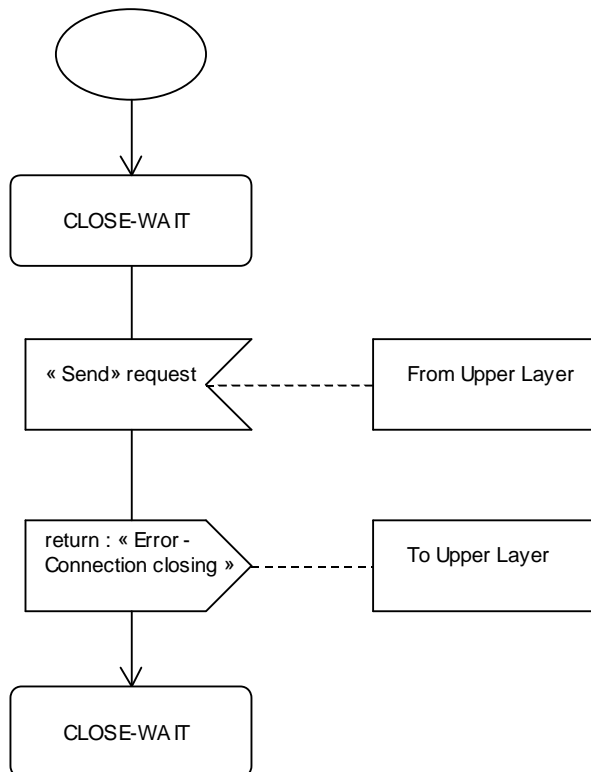 CLOSE-WAIT
« Send» request
From Upper Layer
return : « Error -
Connection closing »
To Upper Layer
CLOSE-WAIT